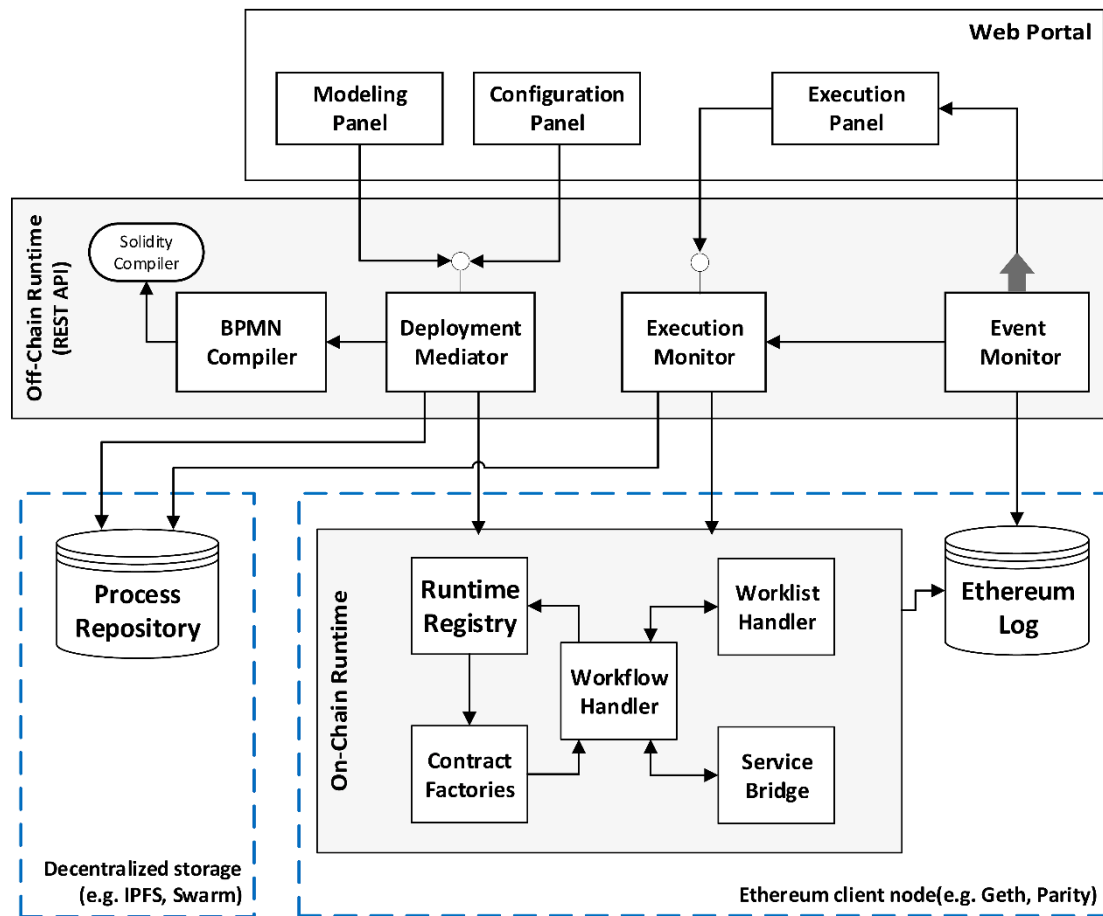 Web Portal
Modeling
Panel
Configuration
Panel
Execution
Panel
Off-Chain Runtime
(REST API)
Solidity
Compiler
BPMN
Compiler
Deployment
Mediator
Execution
Monitor
Event
Monitor
Process
Repository
Decentralized storage
(e.g. IPFS, Swarm)
On-Chain Runtime
Runtime
Registry
Worklist
Handler
Workflow
Handler
Contract
Factories
Service
Bridge
Ethereum
Log
Ethereum client node(e.g. Geth, Parity)